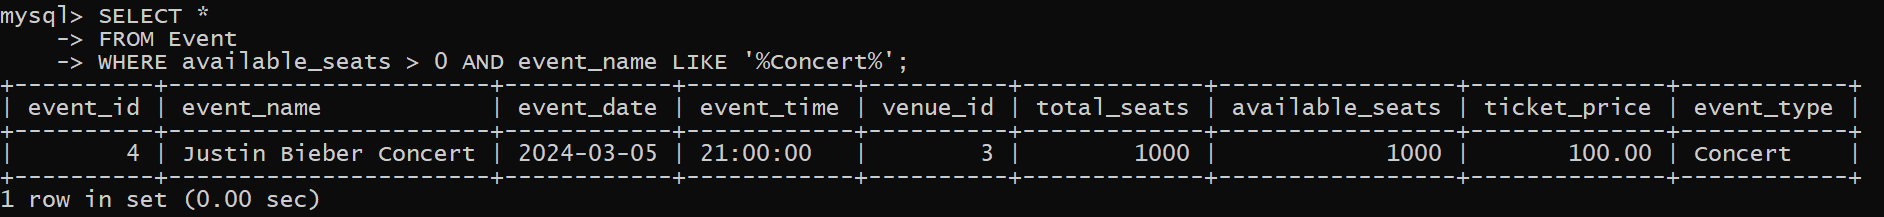 mysql> SELECT *
    -> FROM Event
    -> WHERE available_seats > 0 AND event_name LIKE '%Concert%';
+----------+-----------------------+------------+------------+----------+-------------+-----------------+--------------+------------+
| event_id | event_name            | event_date | event_time | venue_id | total_seats | available_seats | ticket_price | event_type |
+----------+-----------------------+------------+------------+----------+-------------+-----------------+--------------+------------+
|        4 | Justin Bieber Concert | 2024-03-05 | 21:00:00   |        3 |        1000 |            1000 |       100.00 | Concert    |
+----------+-----------------------+------------+------------+----------+-------------+-----------------+--------------+------------+
1 row in set (0.00 sec)